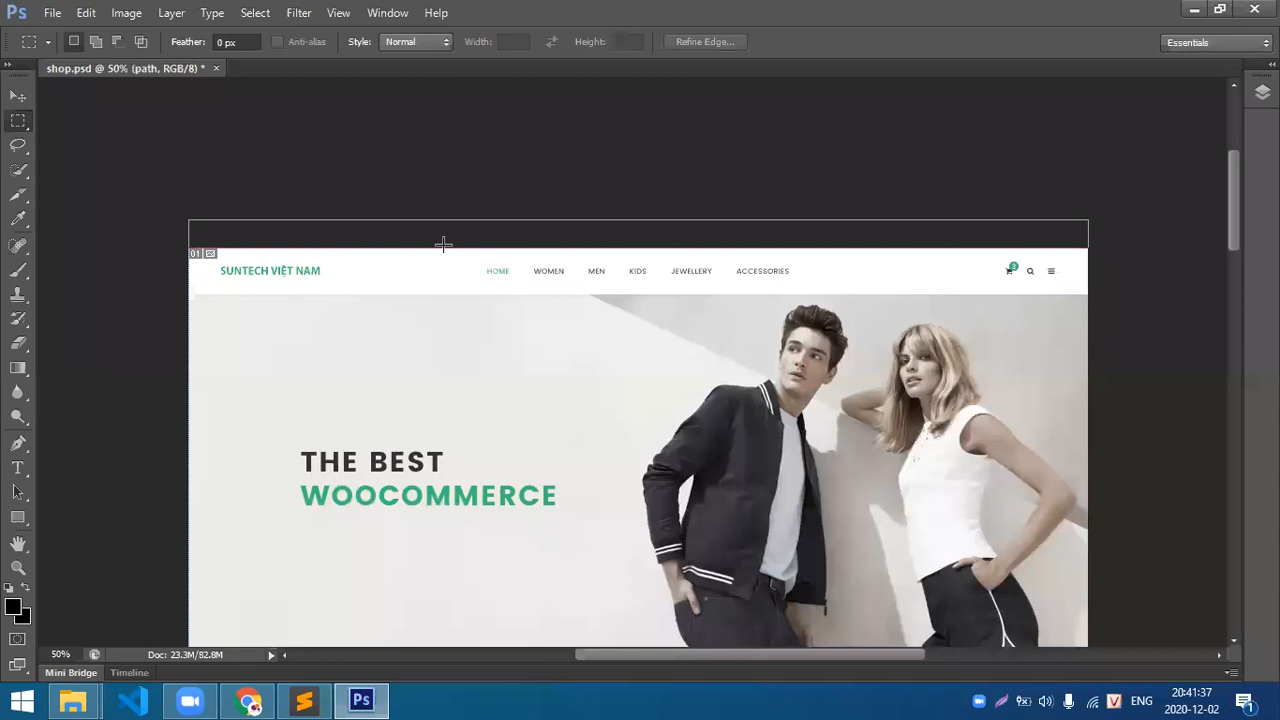 Ps File Edit Image Layer Type Select Filter View Window Help
Feather: 0 px Anti-alias Style: Normal Width: Height: Refine Edge... Essentials
shop.psd @ 50% (path, RGB/8) * ×
01
SUNTECH VIỆT NAM HOME WOMEN MEN KIDS JEWELLERY ACCESSORIES 3
THE BEST
WOOCOMMERCE
50% Doc: 23.3M/82.8M
Mini Bridge Timeline
Ps V ENG 20:41:37
2020-12-02 1